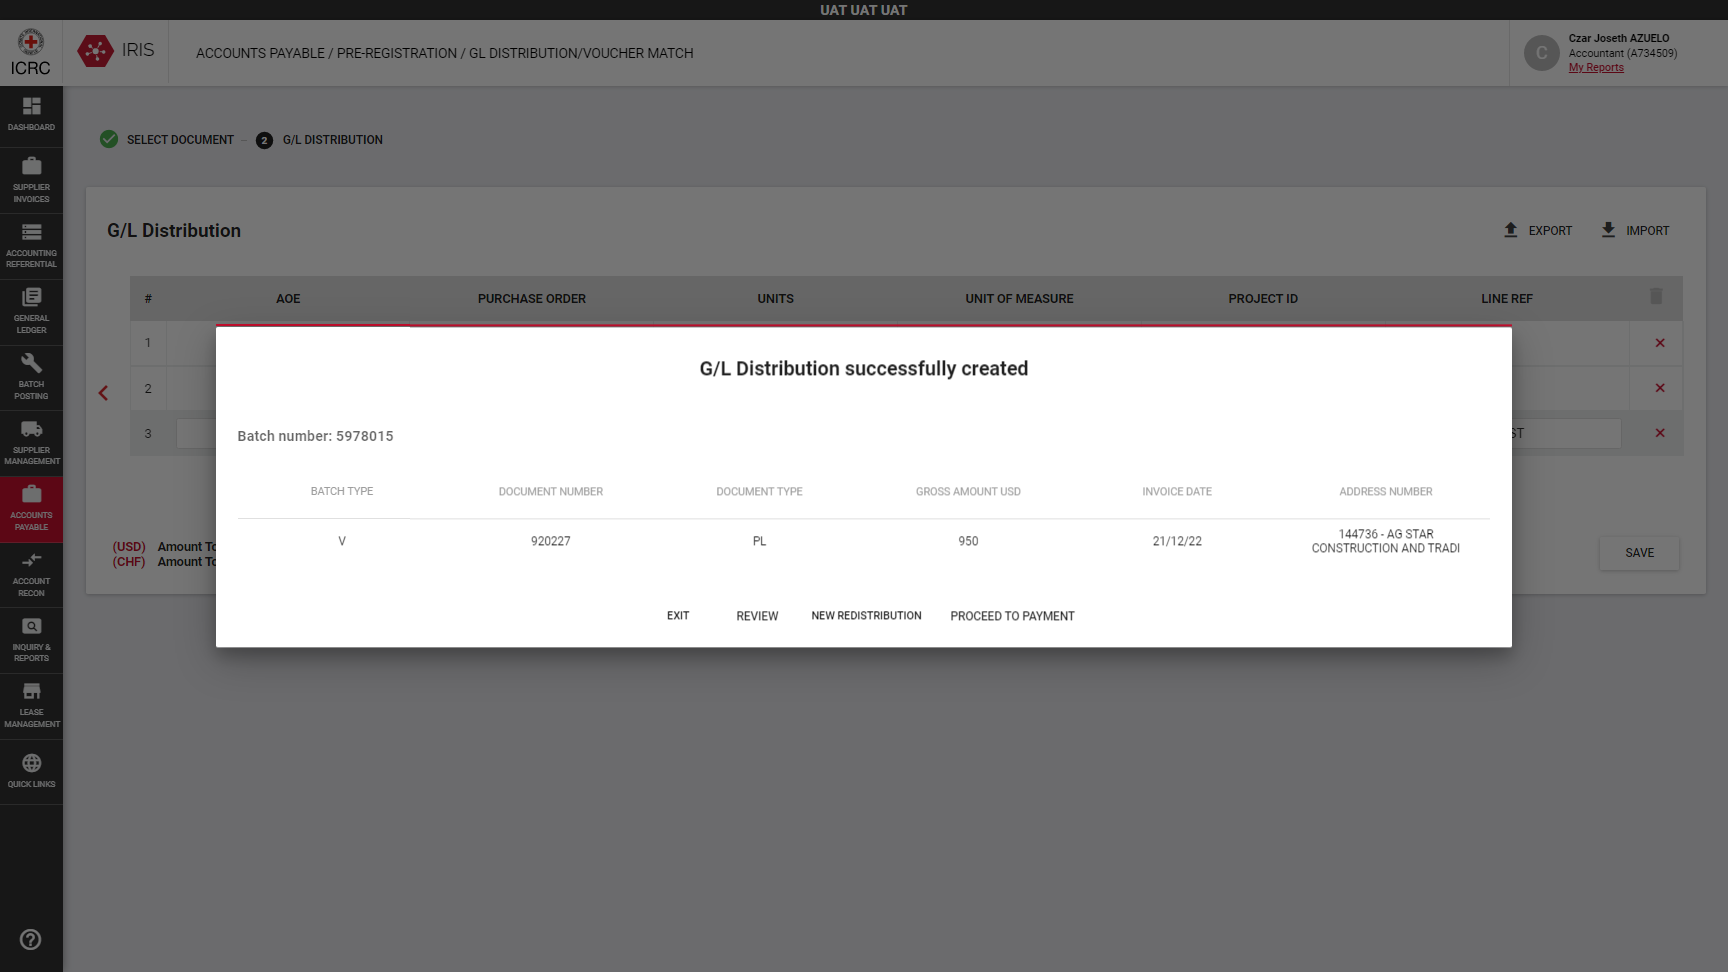 UAT UAT UAT
ICRC
IRIS
ACCOUNTS PAYABLE / PRE-REGISTRATION / GL DISTRIBUTION/VOUCHER MATCH
C
Czar Joseth AZUELO
Accountant (A734509)
My Reports
DASHBOARD
SUPPLIER
INVOICES
ACCOUNTING
REFERENTIAL
GENERAL
LEDGER
BATCH
POSTING
SUPPLIER
MANAGEMENT
ACCOUNTS
PAYABLE
ACCOUNT
RECON
INQUIRY &
REPORTS
LEASE
MANAGEMENT
QUICK LINKS
SELECT DOCUMENT
2 G/L DISTRIBUTION
G/L Distribution
EXPORT IMPORT
# AOE PURCHASE ORDER UNITS UNIT OF MEASURE PROJECT ID LINE REF
1
2
3 ST
(USD) Amount To
(CHF) Amount To
SAVE
G/L Distribution successfully created
Batch number: 5978015
BATCH TYPE DOCUMENT NUMBER DOCUMENT TYPE GROSS AMOUNT USD INVOICE DATE ADDRESS NUMBER
V 920227 PL 950 21/12/22 144736 - AG STAR
CONSTRUCTION AND TRADI
EXIT REVIEW NEW REDISTRIBUTION PROCEED TO PAYMENT